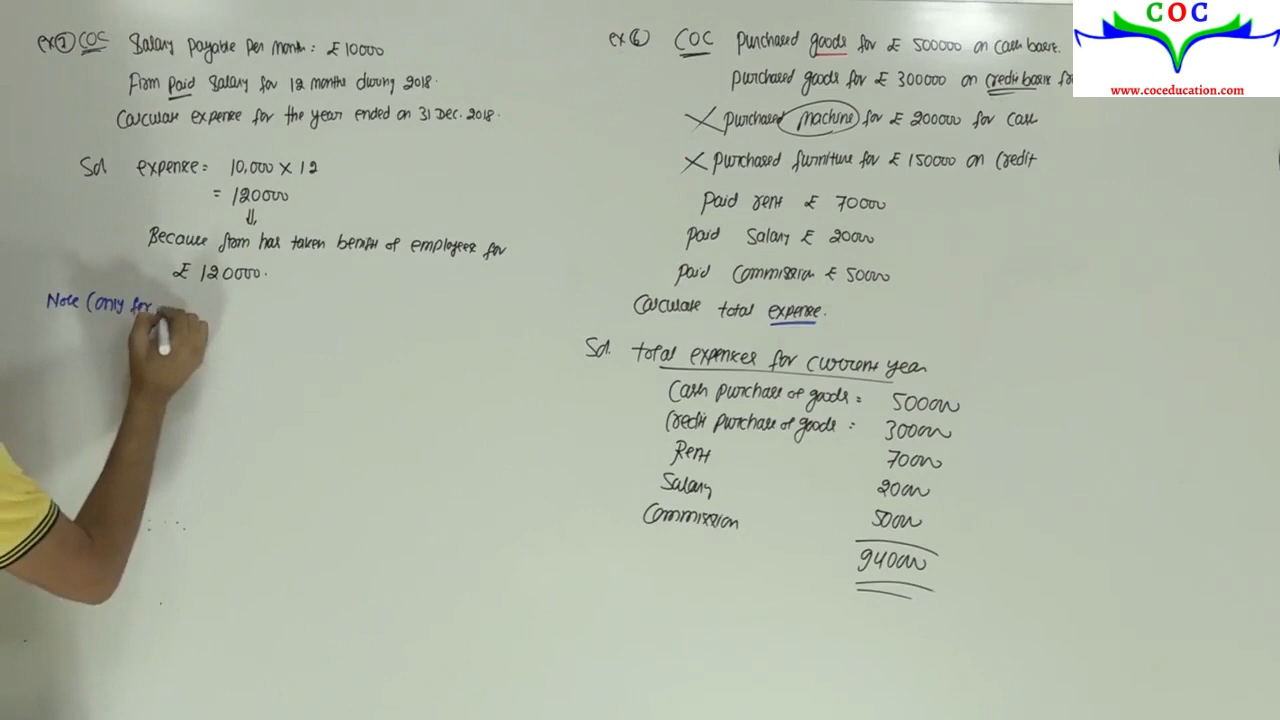 ex 7 COC Salary payable per month = £ 10000
Firm paid salary for 12 months during 2018.
Calculate expense for the year ended on 31 Dec. 2018.
Sol. expense = 10,000 × 12
= 120000
⇓
Because firm has taken benefit of employees for
£ 120000.
Note (only for
ex 6 COC purchased goods for £ 500000 on cash basis.
purchased goods for £ 300000 on credit basis for
× purchased machine for £ 200000 for cash
× purchased furniture for £ 150000 on credit
Paid rent £ 70000
Paid Salary £ 20000
Paid Commission £ 50000
Calculate total expense.
Sol. total expenses for current year
Cash purchase of goods = 500000
Credit purchase of goods = 300000
Rent 70000
Salary 20000
Commission 50000
940000
COC
www.coceducation.com